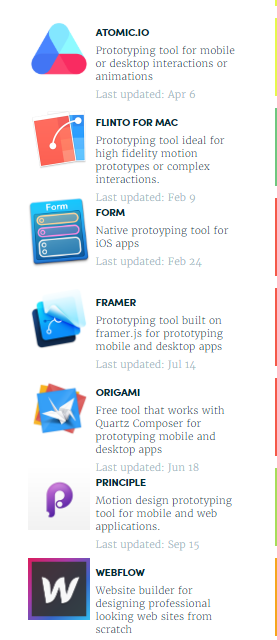 ATOMIC.IO
Prototyping tool for mobile
or desktop interactions or
animations
Last updated: Apr 6
FLINTO FOR MAC
Prototyping tool ideal for
high fidelity motion
prototypes or complex
interactions.
Last updated: Feb 9
Form
FORM
Native protoyping tool for
iOS apps
Last updated: Feb 24
FRAMER
Prototyping tool built on
framer.js for prototyping
mobile and desktop apps
Last updated: Jul 14
ORIGAMI
Free tool that works with
Quartz Composer for
prototyping mobile and
desktop apps
Last updated: Jun 18
PRINCIPLE
Motion design prototyping
tool for mobile and web
applications.
Last updated: Sep 15
WEBFLOW
Website builder for
designing professional
looking web sites from
scratch